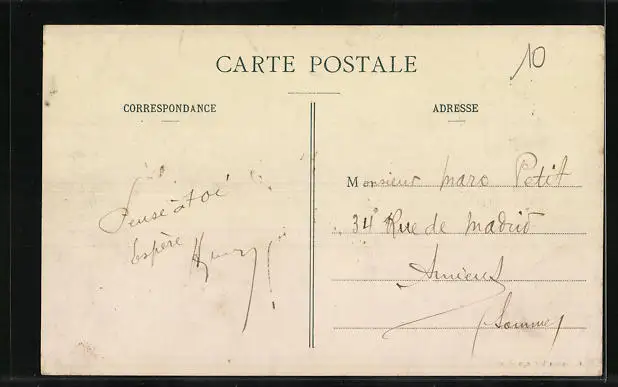 CARTE POSTALE
10
CORRESPONDANCE
ADRESSE
Pense à toi
Espère
Monsieur Marc Petit
34 Rue de Madrid
Amiens
(Somme)